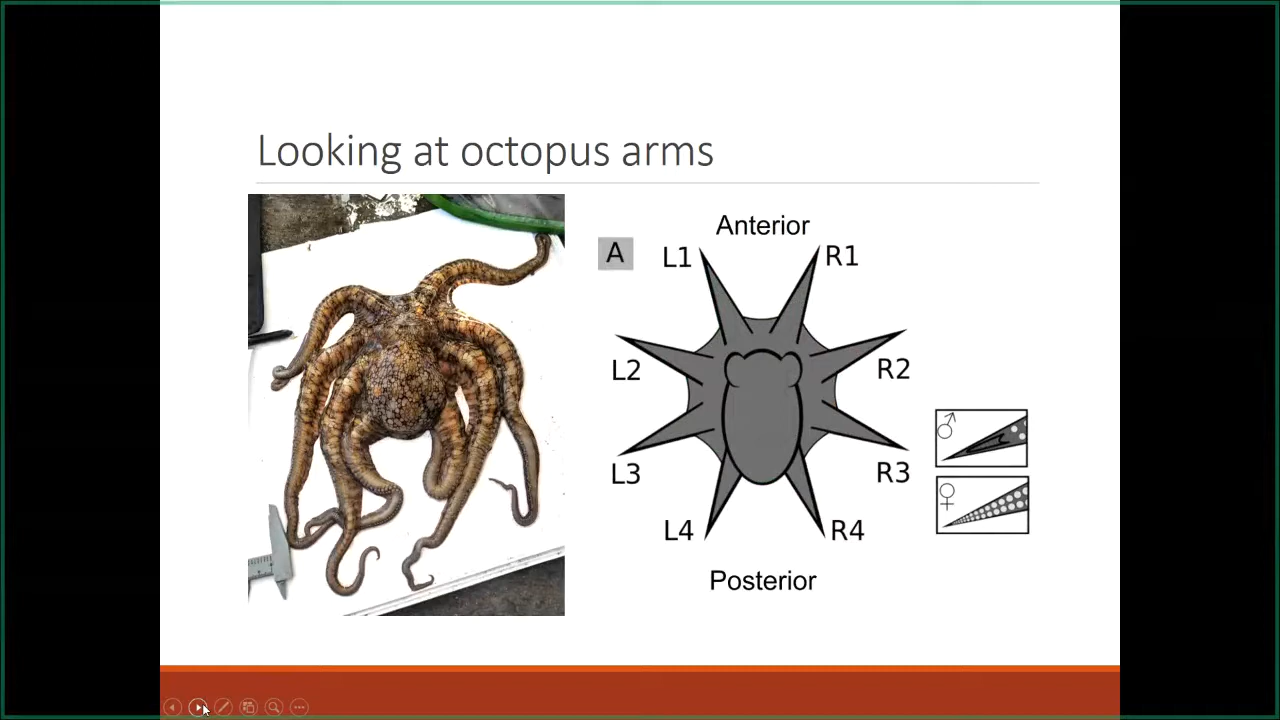 Looking at octopus arms
Anterior
A
L1
R1
L2
R2
L3
R3
L4
R4
Posterior
♂
♀